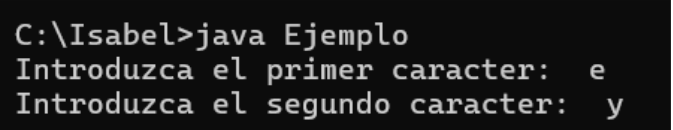 C:\Isabel>java Ejemplo
Introduzca el primer caracter:  e
Introduzca el segundo caracter:  y